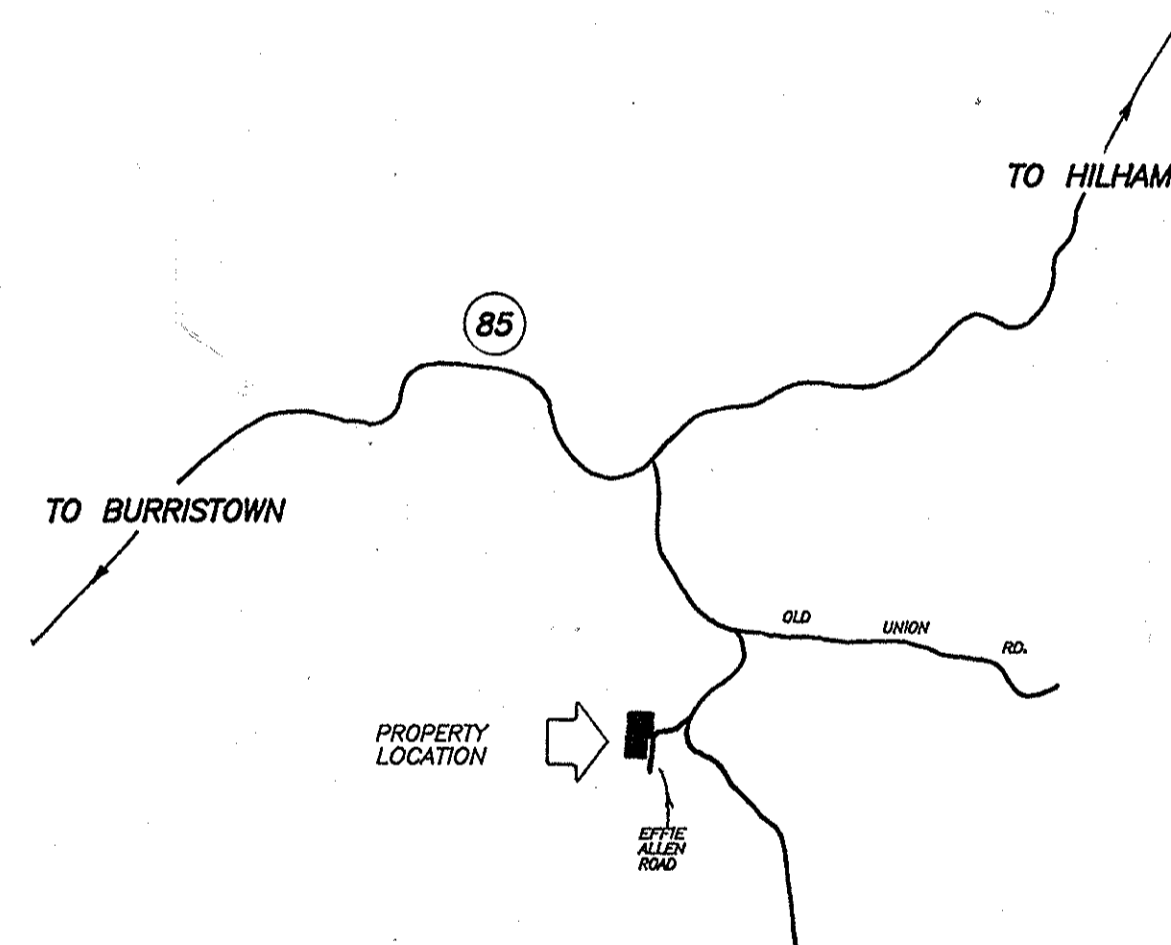 TO HILHAM
85
TO BURRISTOWN
OLD UNION RD.
PROPERTY
LOCATION
EFFIE
ALLEN
ROAD